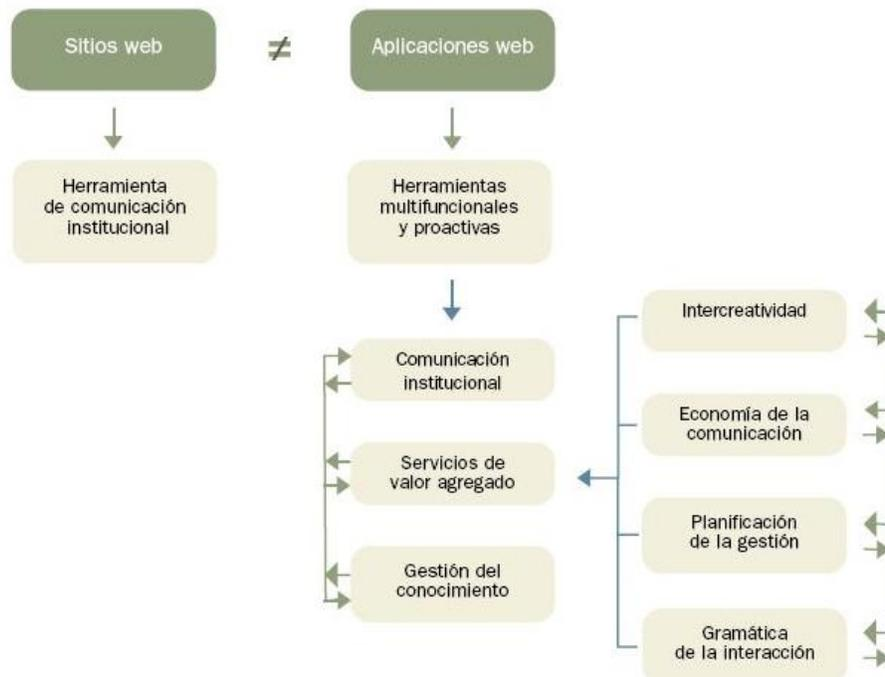 Sitios web
≠
Aplicaciones web
Herramienta
de comunicación
institucional
Herramientas
multifuncionales
y proactivas
Comunicación
institucional
Servicios de
valor agregado
Gestión del
conocimiento
Intercreatividad
Economía de la
comunicación
Planificación
de la gestión
Gramática
de la interacción